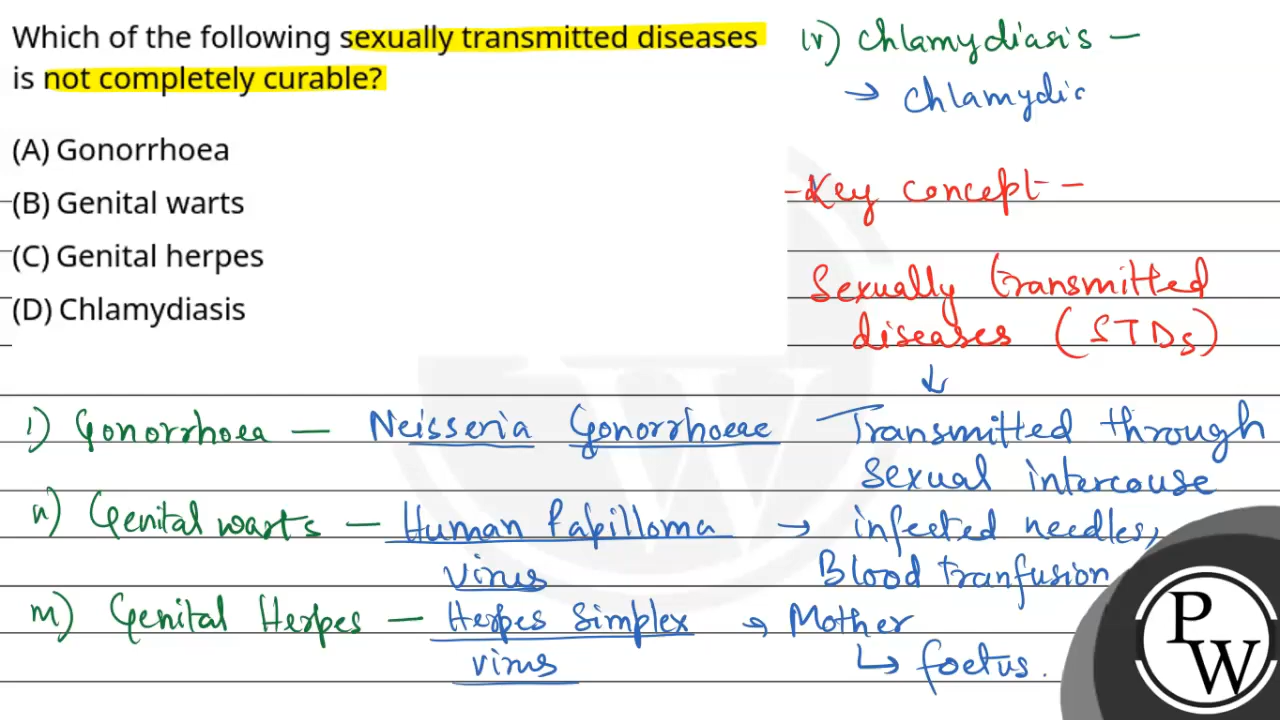 Which of the following sexually transmitted diseases
is not completely curable?
(A) Gonorrhoea
(B) Genital warts
(C) Genital herpes
(D) Chlamydiasis
iv) Chlamydiasis -
→ Chlamydic
- Key concept -
Sexually transmitted
diseases (STDs)
↓
Transmitted through
sexual intercouse
→ infected needles,
Blood tranfusion
→ Mother
↳ foetus.
i) Gonorrhoea - Neisseria Gonorrhoeae
ii) Genital warts - Human Papilloma
virus
iii) Genital Herpes - Herpes Simplex
virus
PW